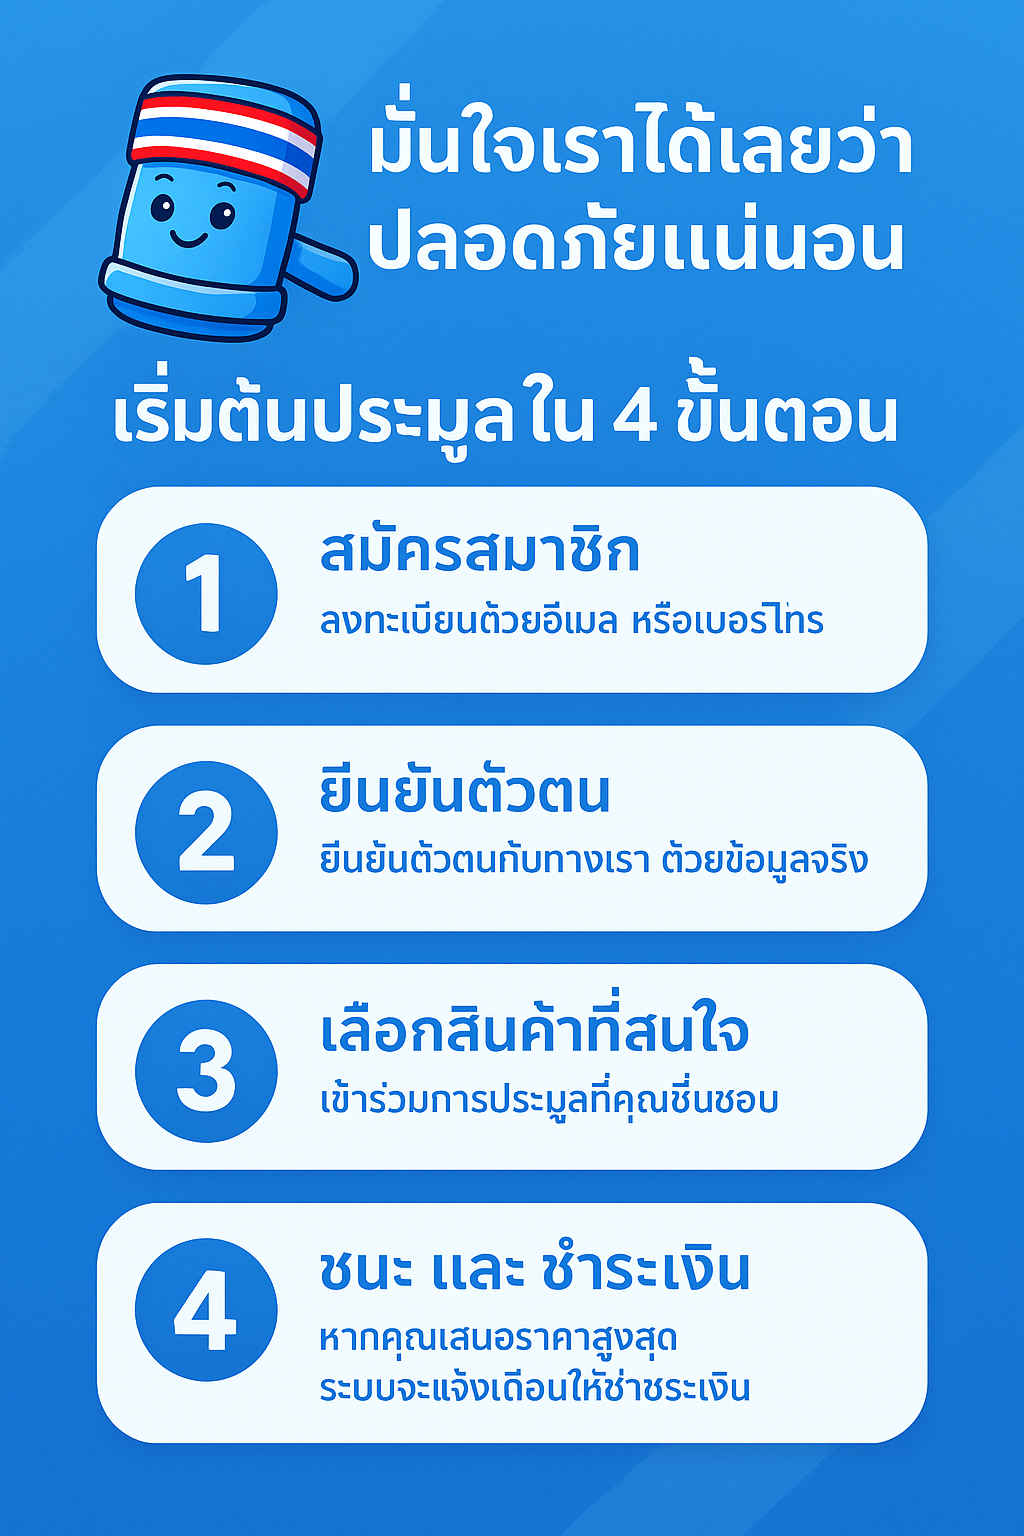 มั่นใจเราได้เลยว่า
ปลอดภัยแน่นอน
เริ่มต้นประมูลใน 4 ขั้นตอน
1
สมัครสมาชิก
ลงทะเบียนต้วยอีเมล หรือเบอร์ไทร
2
ยีนยันตัวตน
ยีนยันตัวตนกับทางเรา ต้วยข้อมูลจริง
3
เลือกสินค้าที่สนใจ
เข้าร่วมการประมูลที่คุณชื่นชอบ
4
ชนะ และ ชำระเงิน
หากคุณเสนอราคาสูงสุด
ระบบจะแจ้งเดือนให้ช่าชระเงิน